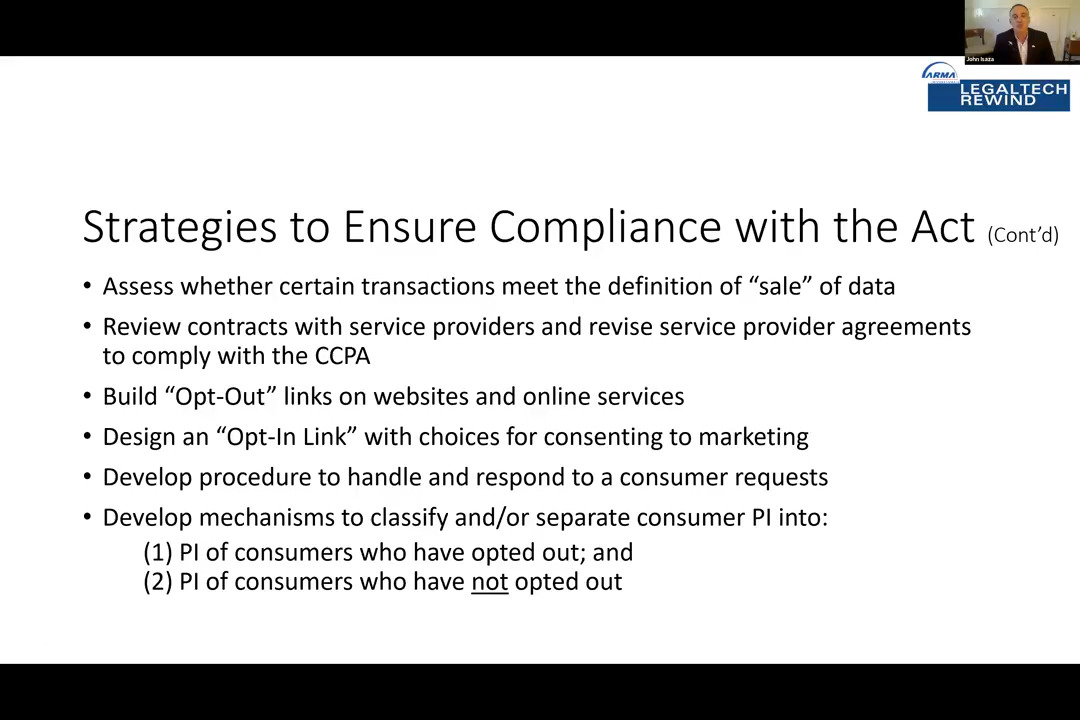 John Isaza
ARMA
LEGALTECH
REWIND
Strategies to Ensure Compliance with the Act (Cont’d)
• Assess whether certain transactions meet the definition of “sale” of data
• Review contracts with service providers and revise service provider agreements
to comply with the CCPA
• Build “Opt-Out” links on websites and online services
• Design an “Opt-In Link” with choices for consenting to marketing
• Develop procedure to handle and respond to a consumer requests
• Develop mechanisms to classify and/or separate consumer PI into:
(1) PI of consumers who have opted out; and
(2) PI of consumers who have not opted out